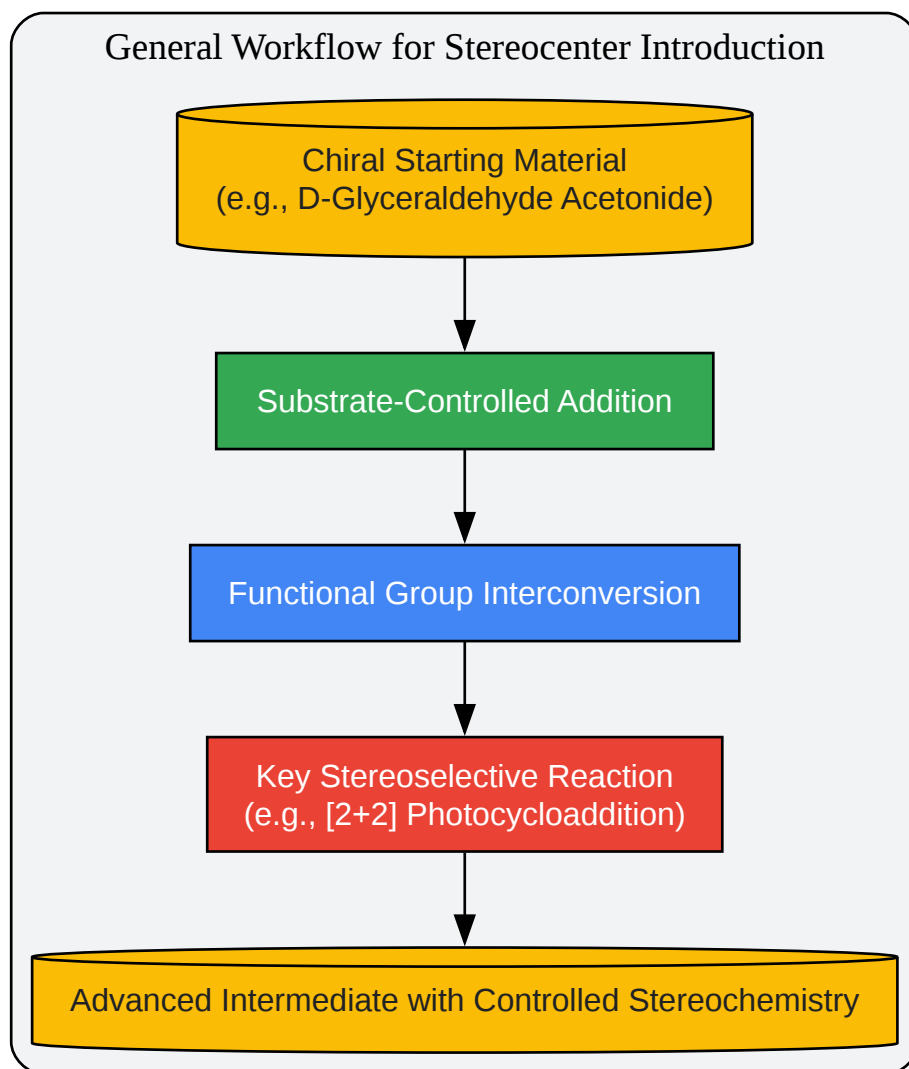 General Workflow for Stereocenter Introduction
Chiral Starting Material
(e.g., D-Glyceraldehyde Acetonide)
Substrate-Controlled Addition
Functional Group Interconversion
Key Stereoselective Reaction
(e.g., [2+2] Photocycloaddition)
Advanced Intermediate with Controlled Stereochemistry